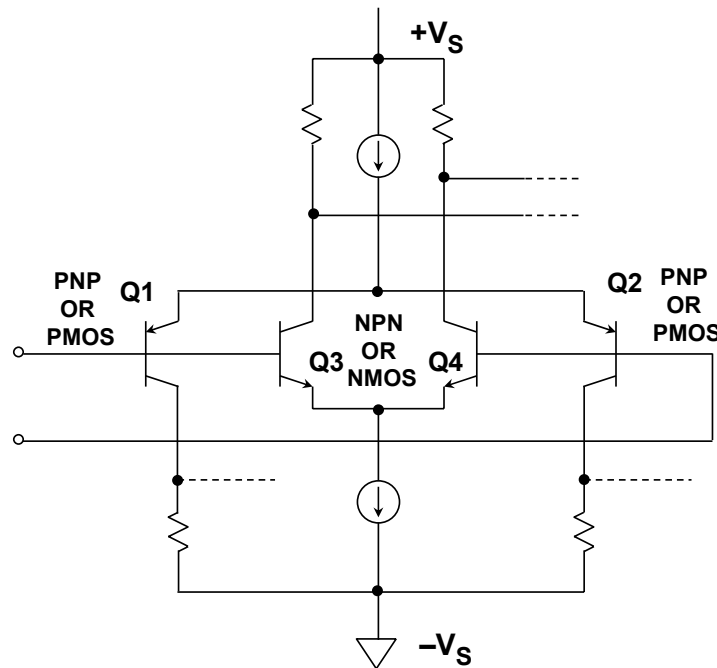 +VS
PNP
OR
PMOS
Q1
Q3
NPN
OR
NMOS
Q4
Q2
PNP
OR
PMOS
–VS